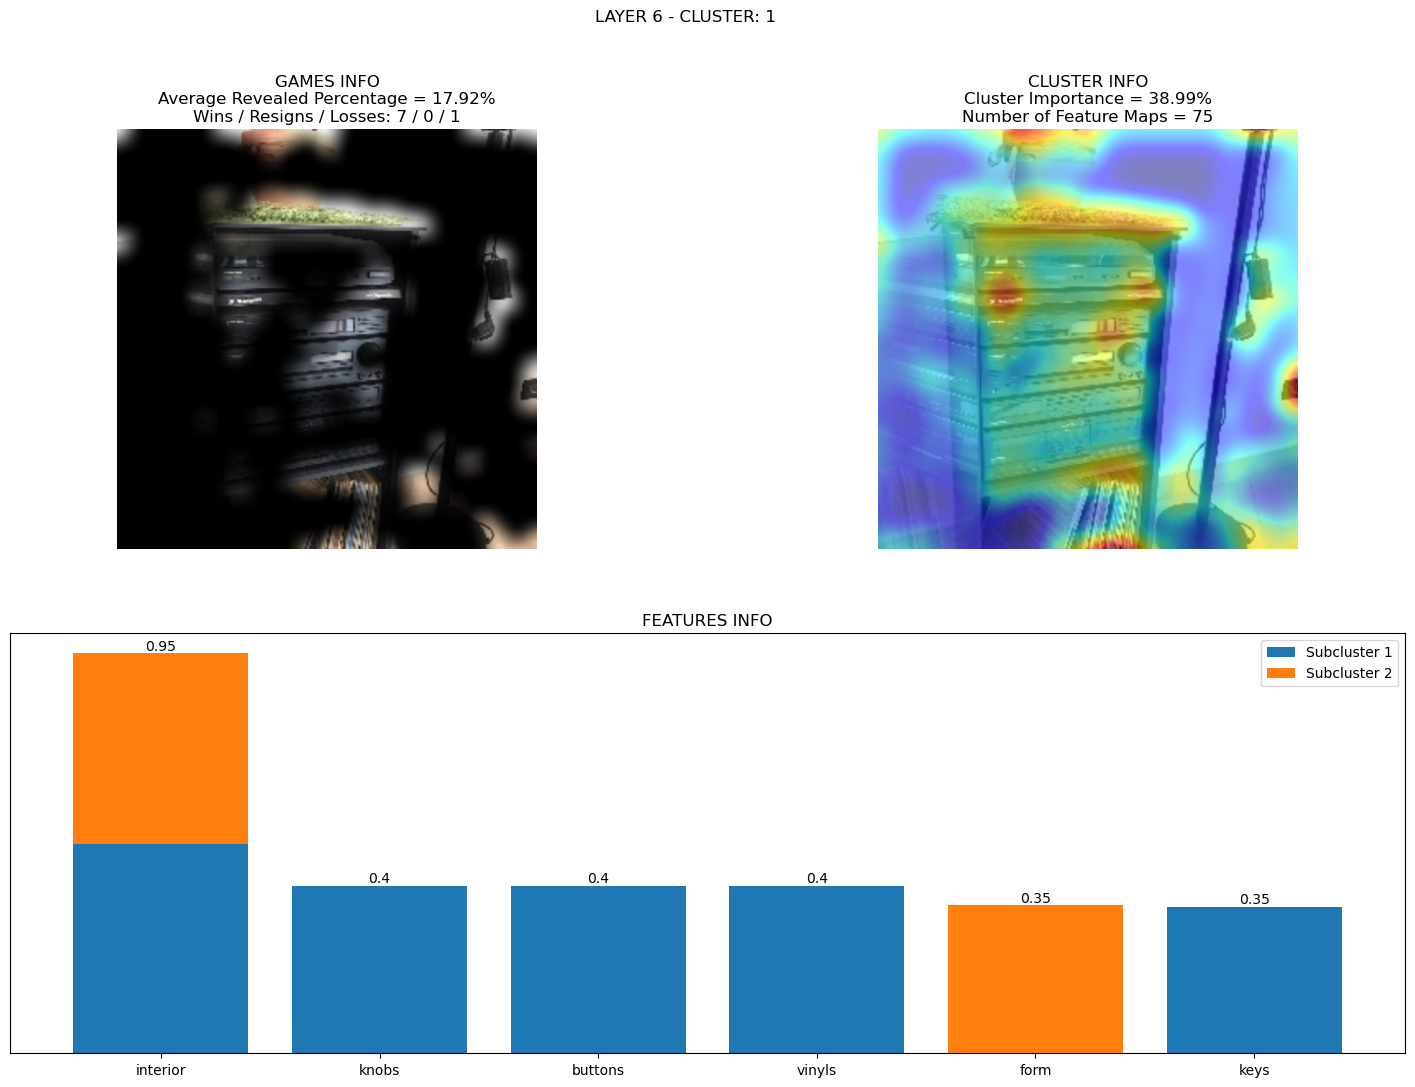 LAYER 6 - CLUSTER: 1
GAMES INFO
Average Revealed Percentage = 17.92%
Wins / Resigns / Losses: 7 / 0 / 1
CLUSTER INFO
Cluster Importance = 38.99%
Number of Feature Maps = 75
FEATURES INFO
0.95
0.4
0.4
0.4
0.35
0.35
Subcluster 1
Subcluster 2
interior
knobs
buttons
vinyls
form
keys